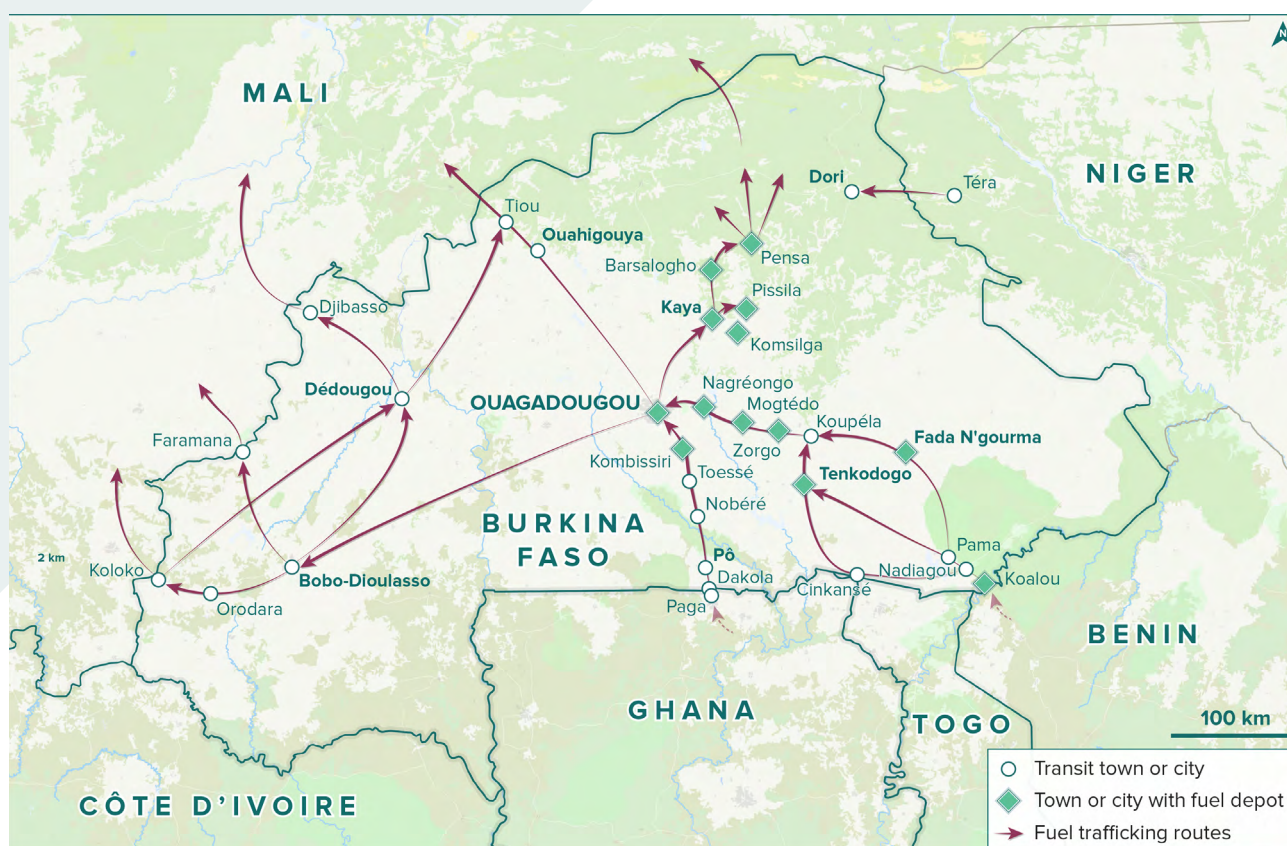 N
MALI
NIGER
Dori
Téra
Tiou
Ouahigouya
Barsalogho
Pensa
Pissila
Kaya
Djibasso
Komsilga
Dédougou
Nagréongo
OUAGADOUGOU
Mogtédo
Koupéla
Faramana
Zorgo
Fada N'gourma
Kombissiri
Toessé
Tenkodogo
Nobéré
BURKINA
FASO
2 km
Koloko
Pama
Pô
Nadiagou
Bobo-Dioulasso
Dakola
Koalou
Cinkansé
Orodara
Paga
BENIN
GHANA
TOGO
100 km
CÔTE D'IVOIRE
Transit town or city
Town or city with fuel depot
Fuel trafficking routes